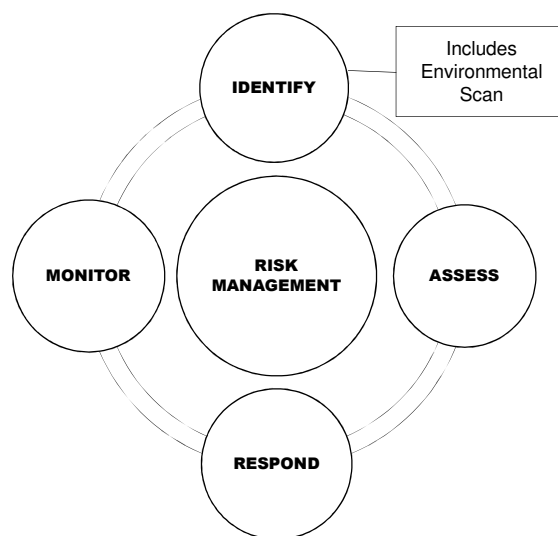 IDENTIFY
Includes
Environmental
Scan
MONITOR
RISK
MANAGEMENT
ASSESS
RESPOND